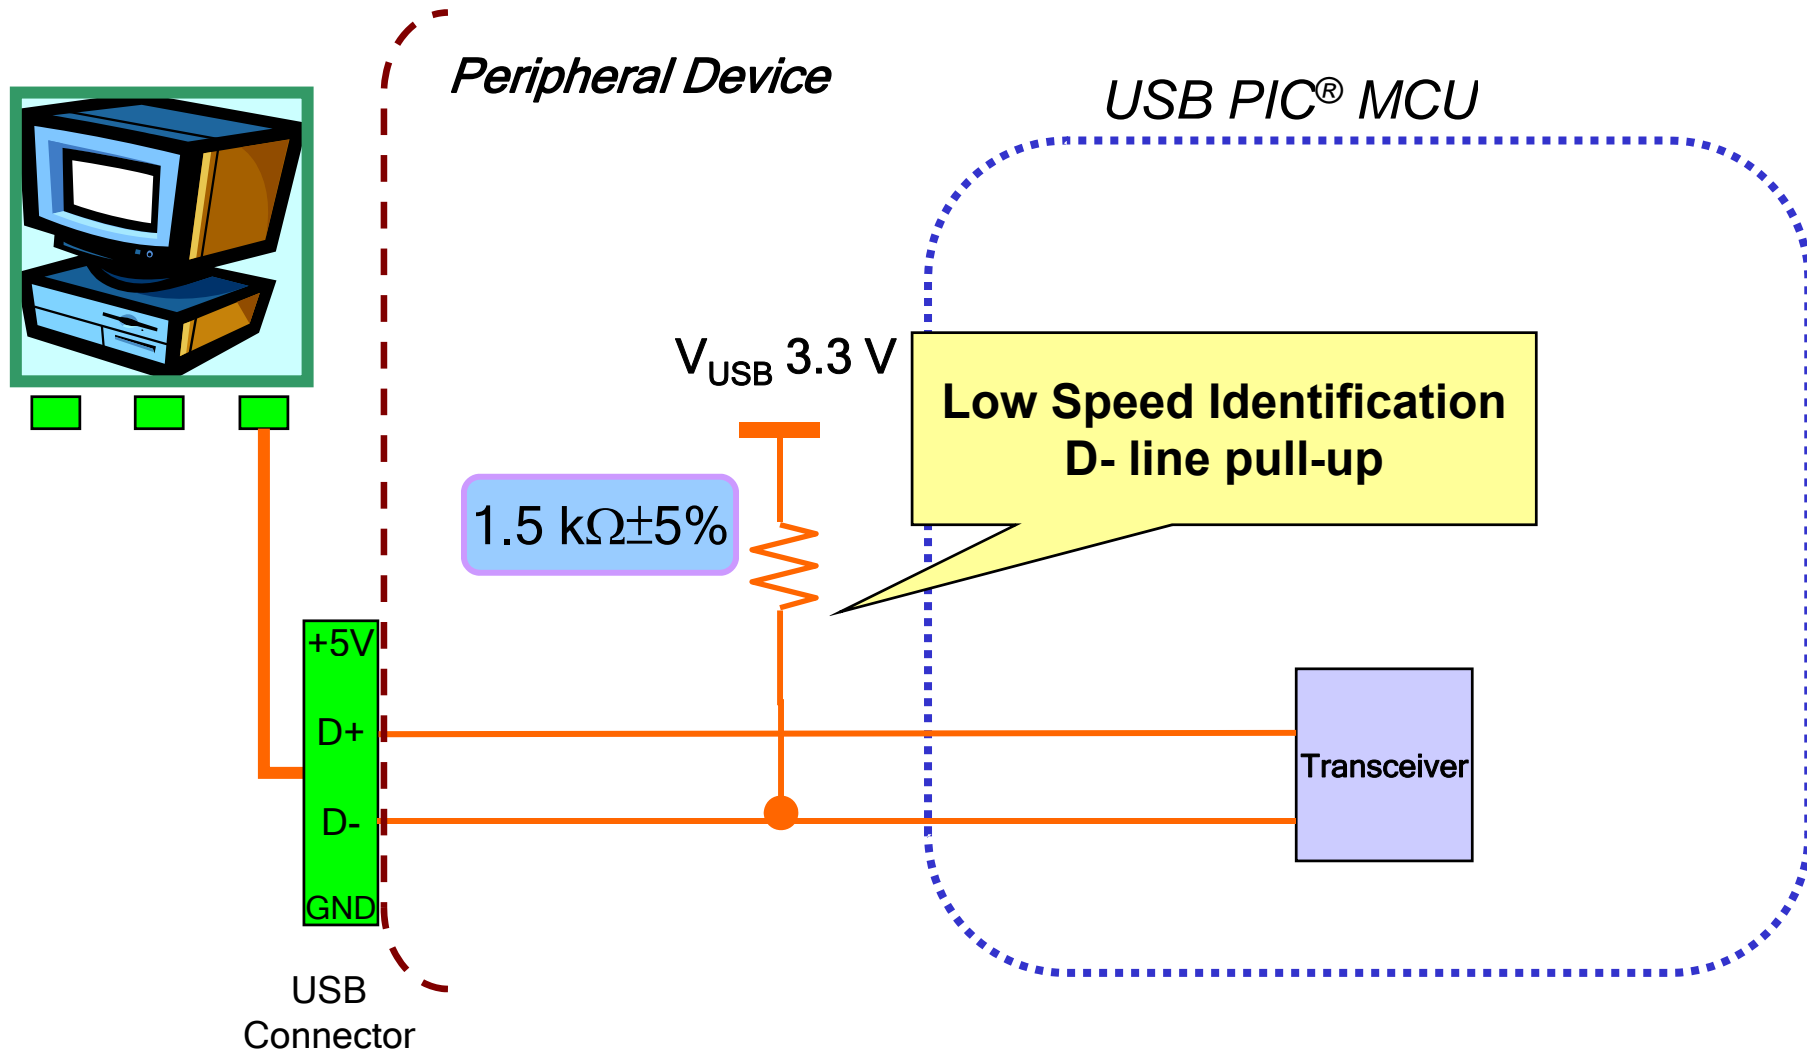 Peripheral Device
USB PIC® MCU
V_USB 3.3 V
Low Speed Identification
D- line pull-up
1.5 kΩ±5%
+5V
D+
D-
GND
Transceiver
USB
Connector